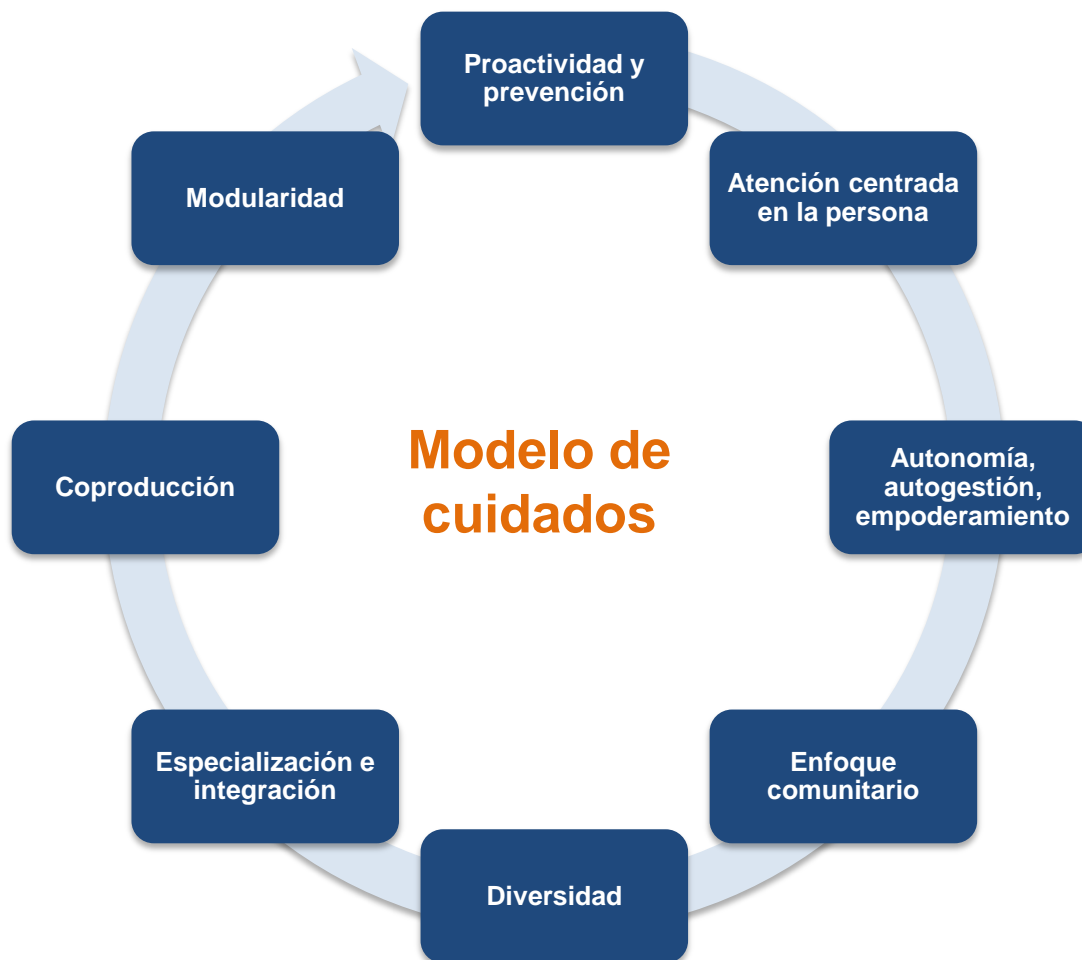 Proactividad y
prevención
Atención centrada
en la persona
Autonomía,
autogestión,
empoderamiento
Enfoque
comunitario
Diversidad
Especialización e
integración
Coproducción
Modularidad
Modelo de
cuidados